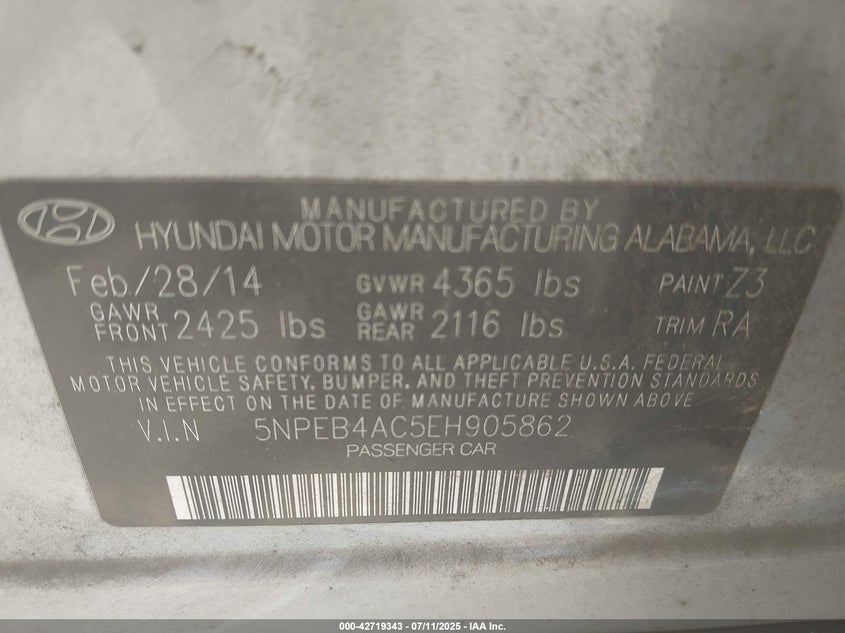 MANUFACTURED BY
HYUNDAI MOTOR MANUFACTURING ALABAMA, LLC
Feb/28/14 GVWR 4365 lbs PAINT Z3
GAWR FRONT 2425 lbs GAWR REAR 2116 lbs TRIM RA
THIS VEHICLE CONFORMS TO ALL APPLICABLE U.S.A. FEDERAL
MOTOR VEHICLE SAFETY, BUMPER, AND THEFT PREVENTION STANDARDS
IN EFFECT ON THE DATE OF MANUFACTURE SHOWN ABOVE.
V.I.N 5NPEB4AC5EH905862
PASSENGER CAR
000-42719343 - 07/11/2025 - IAA Inc.